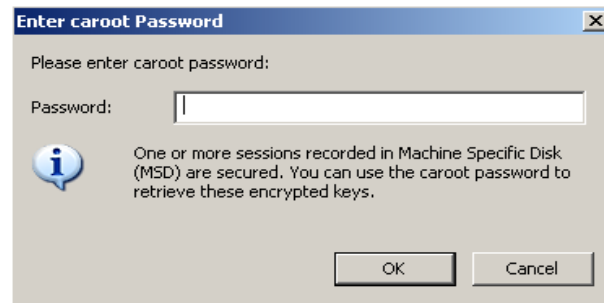 Enter caroot Password
Please enter caroot password:
Password:
One or more sessions recorded in Machine Specific Disk
(MSD) are secured. You can use the caroot password to
retrieve these encrypted keys.
OK Cancel